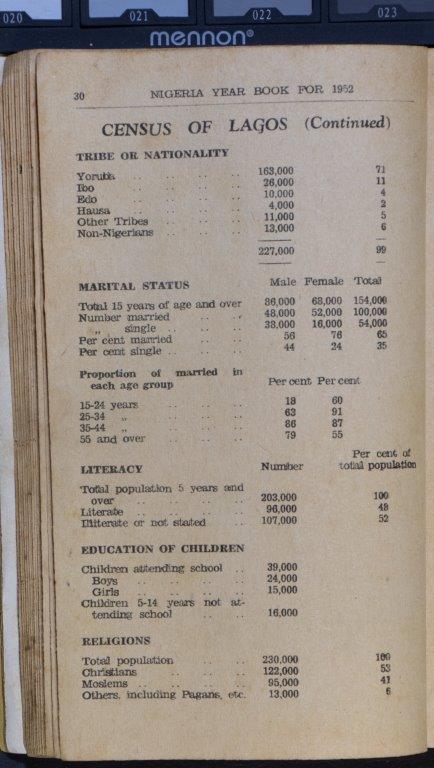 020 021 022 023
mennon®
30 NIGERIA YEAR BOOK FOR 1952
CENSUS OF LAGOS (Continued)
TRIBE OR NATIONALITY
Yoruba .. .. .. .. 163,000 71
Ibo .. .. .. .. 26,000 11
Edo .. .. .. .. 10,000 4
Hausa .. .. .. .. 4,000 2
Other Tribes .. .. .. 11,000 5
Non-Nigerians .. .. .. 13,000 6
227,000 99
MARITAL STATUS Male Female Total
Total 15 years of age and over 86,000 68,000 154,000
Number married .. .. 48,000 52,000 100,000
„ single .. .. .. 38,000 16,000 54,000
Per cent married .. .. 56 76 65
Per cent single .. .. .. 44 24 35
Proportion of married in
each age group Per cent Per cent
15-24 years .. .. .. 18 60
25-34 „ .. .. .. 63 91
35-44 „ .. .. .. 86 87
55 and over .. .. .. 79 55
Per cent of
LITERACY Number total population
Total population 5 years and
over .. .. .. .. 203,000 100
Literate .. .. .. .. 96,000 48
Illiterate or not stated .. 107,000 52
EDUCATION OF CHILDREN
Children attending school .. 39,000
Boys .. .. .. .. 24,000
Girls .. .. .. .. 15,000
Children 5-14 years not at-
tending school .. .. 16,000
RELIGIONS
Total population .. .. 230,000 100
Christians .. .. .. 122,000 53
Moslems .. .. .. .. 95,000 41
Others, including Pagans, etc. 13,000 6